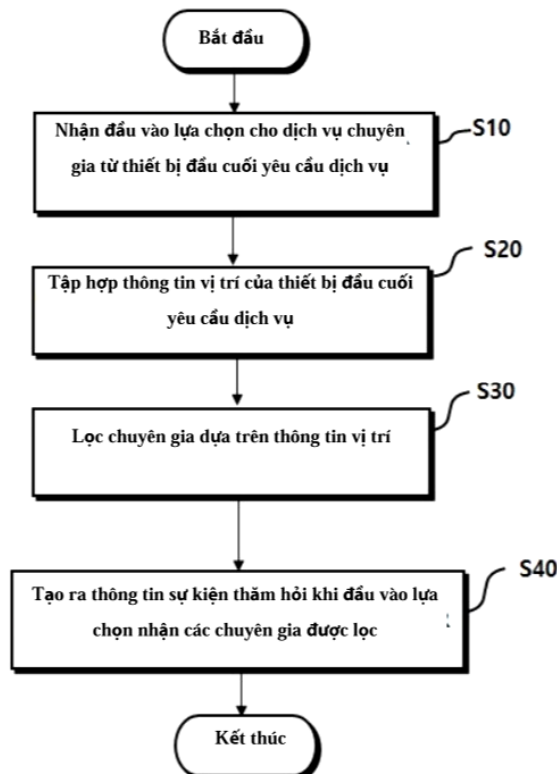 Bắt đầu
Nhận đầu vào lựa chọn cho dịch vụ chuyên
gia từ thiết bị đầu cuối yêu cầu dịch vụ
S10
Tập hợp thông tin vị trí của thiết bị đầu cuối
yêu cầu dịch vụ
S20
Lọc chuyên gia dựa trên thông tin vị trí
S30
Tạo ra thông tin sự kiện thăm hỏi khi đầu vào lựa
chọn nhận các chuyên gia được lọc
S40
Kết thúc